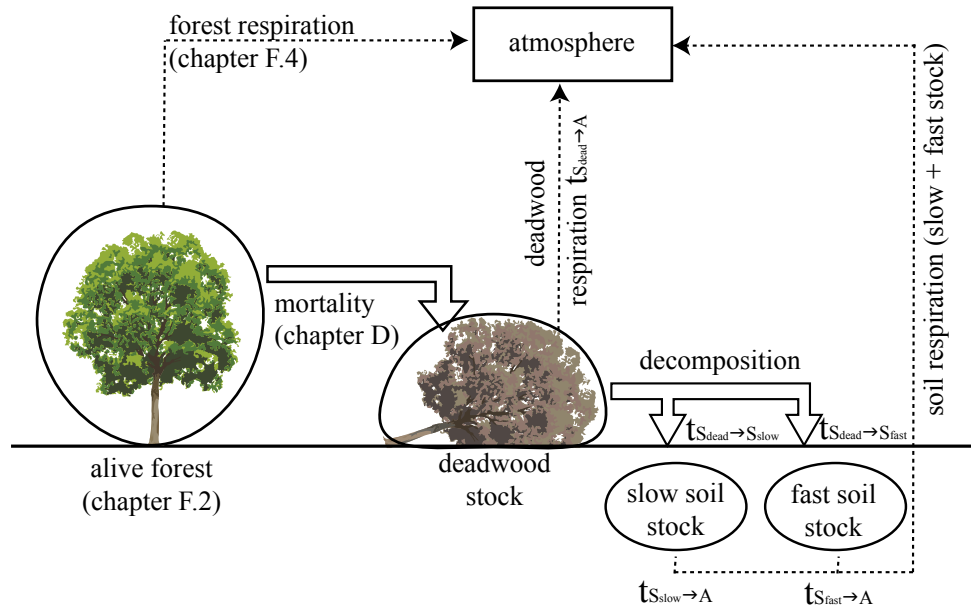 forest respiration
(chapter F.4)
atmosphere
deadwood
respiration tSdead→A
soil respiration (slow + fast stock)
mortality
(chapter D)
decomposition
tSdead→Sslow
tSdead→Sfast
alive forest
(chapter F.2)
deadwood
stock
slow soil
stock
fast soil
stock
tSslow→A
tSfast→A